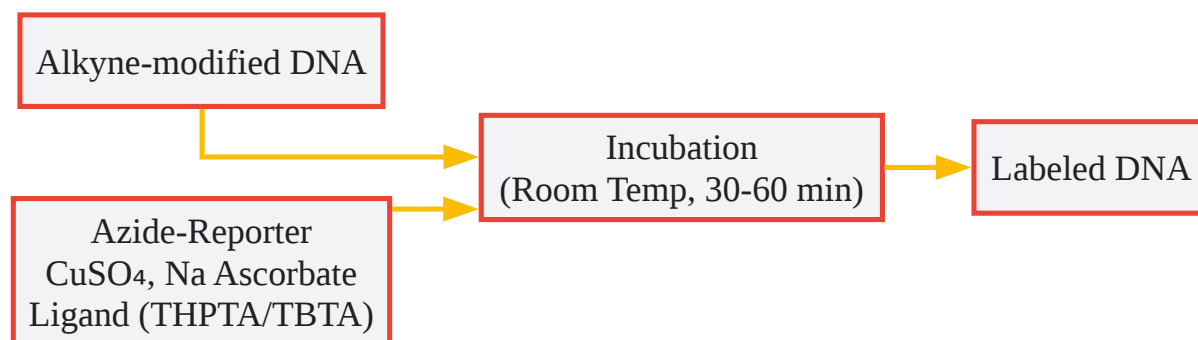 Alkyne-modified DNA
Azide-Reporter
CuSO₄, Na Ascorbate
Ligand (THPTA/TBTA)
Incubation
(Room Temp, 30-60 min)
Labeled DNA